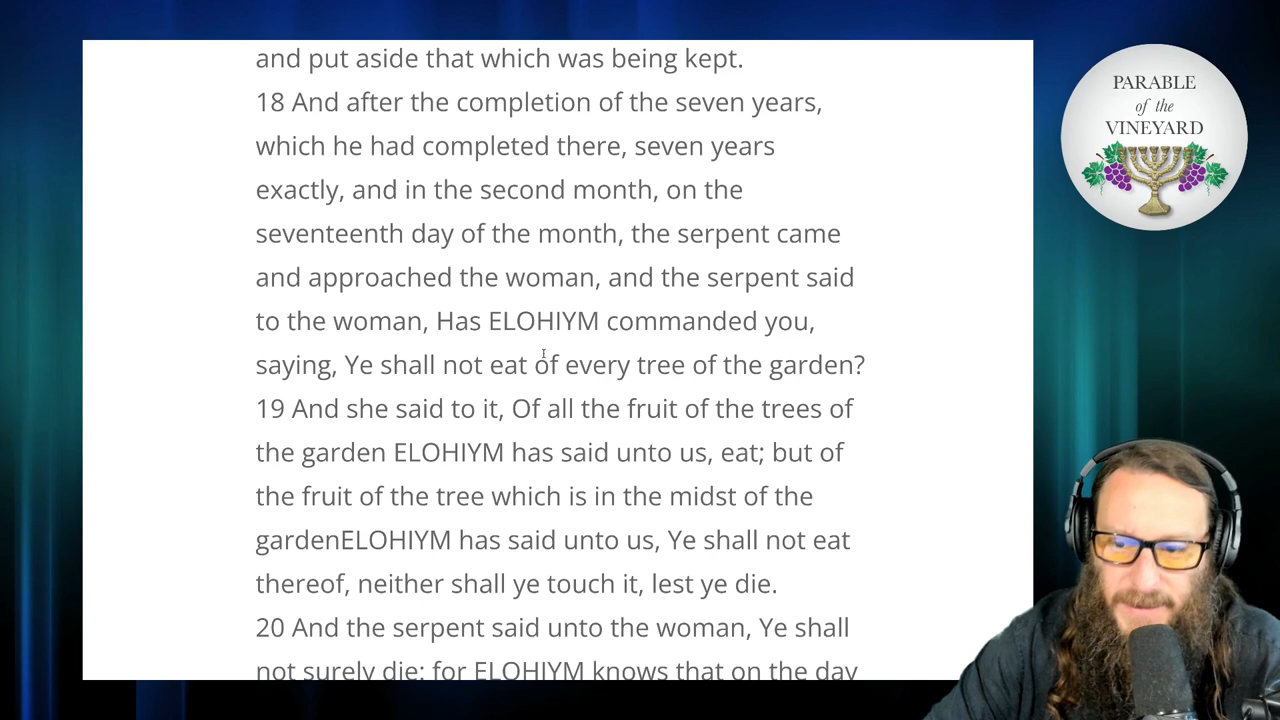 and put aside that which was being kept.
18 And after the completion of the seven years,
which he had completed there, seven years
exactly, and in the second month, on the
seventeenth day of the month, the serpent came
and approached the woman, and the serpent said
to the woman, Has ELOHIYM commanded you,
saying, Ye shall not eat of every tree of the garden?
19 And she said to it, Of all the fruit of the trees of
the garden ELOHIYM has said unto us, eat; but of
the fruit of the tree which is in the midst of the
gardenELOHIYM has said unto us, Ye shall not eat
thereof, neither shall ye touch it, lest ye die.
20 And the serpent said unto the woman, Ye shall
not surely die: for ELOHIYM knows that on the day
PARABLE
of the
VINEYARD